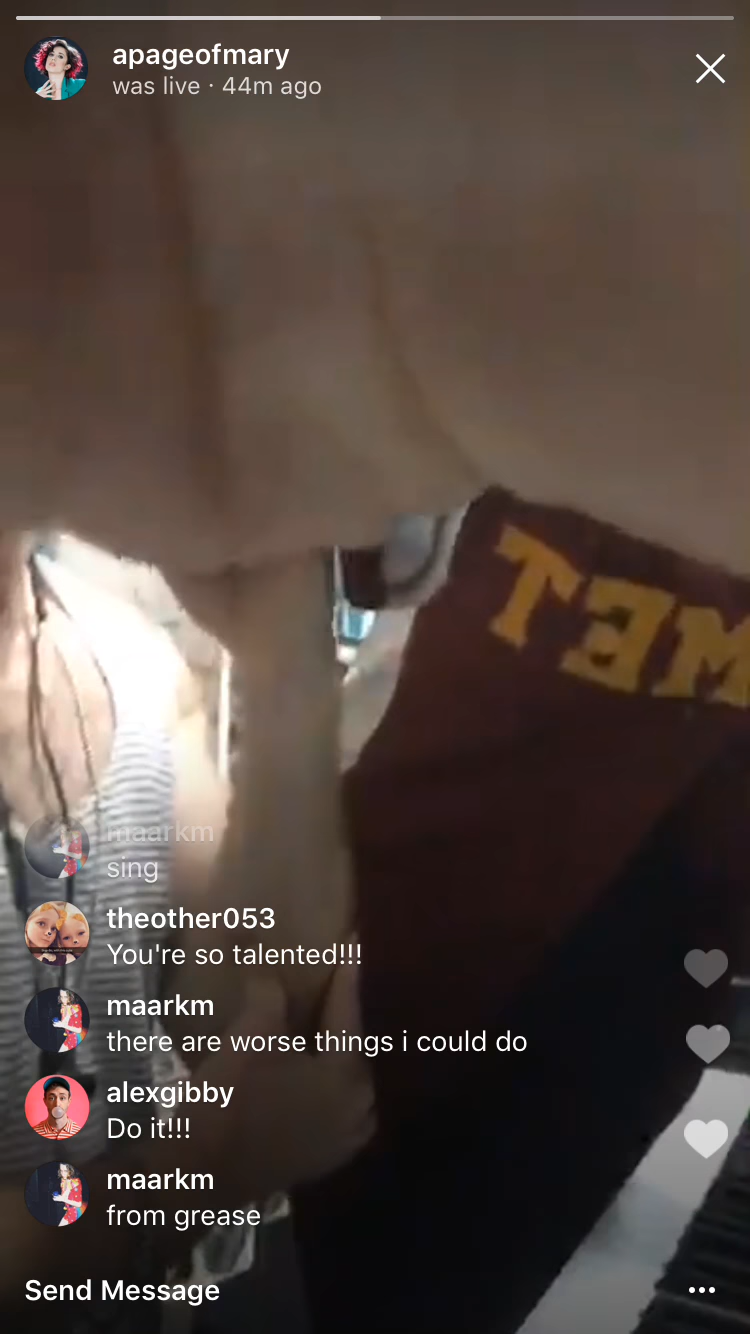 apageofmary
was live · 44m ago
TEM
maarkm
sing
theother053
You're so talented!!!
maarkm
there are worse things i could do
alexgibby
Do it!!!
maarkm
from grease
Send Message